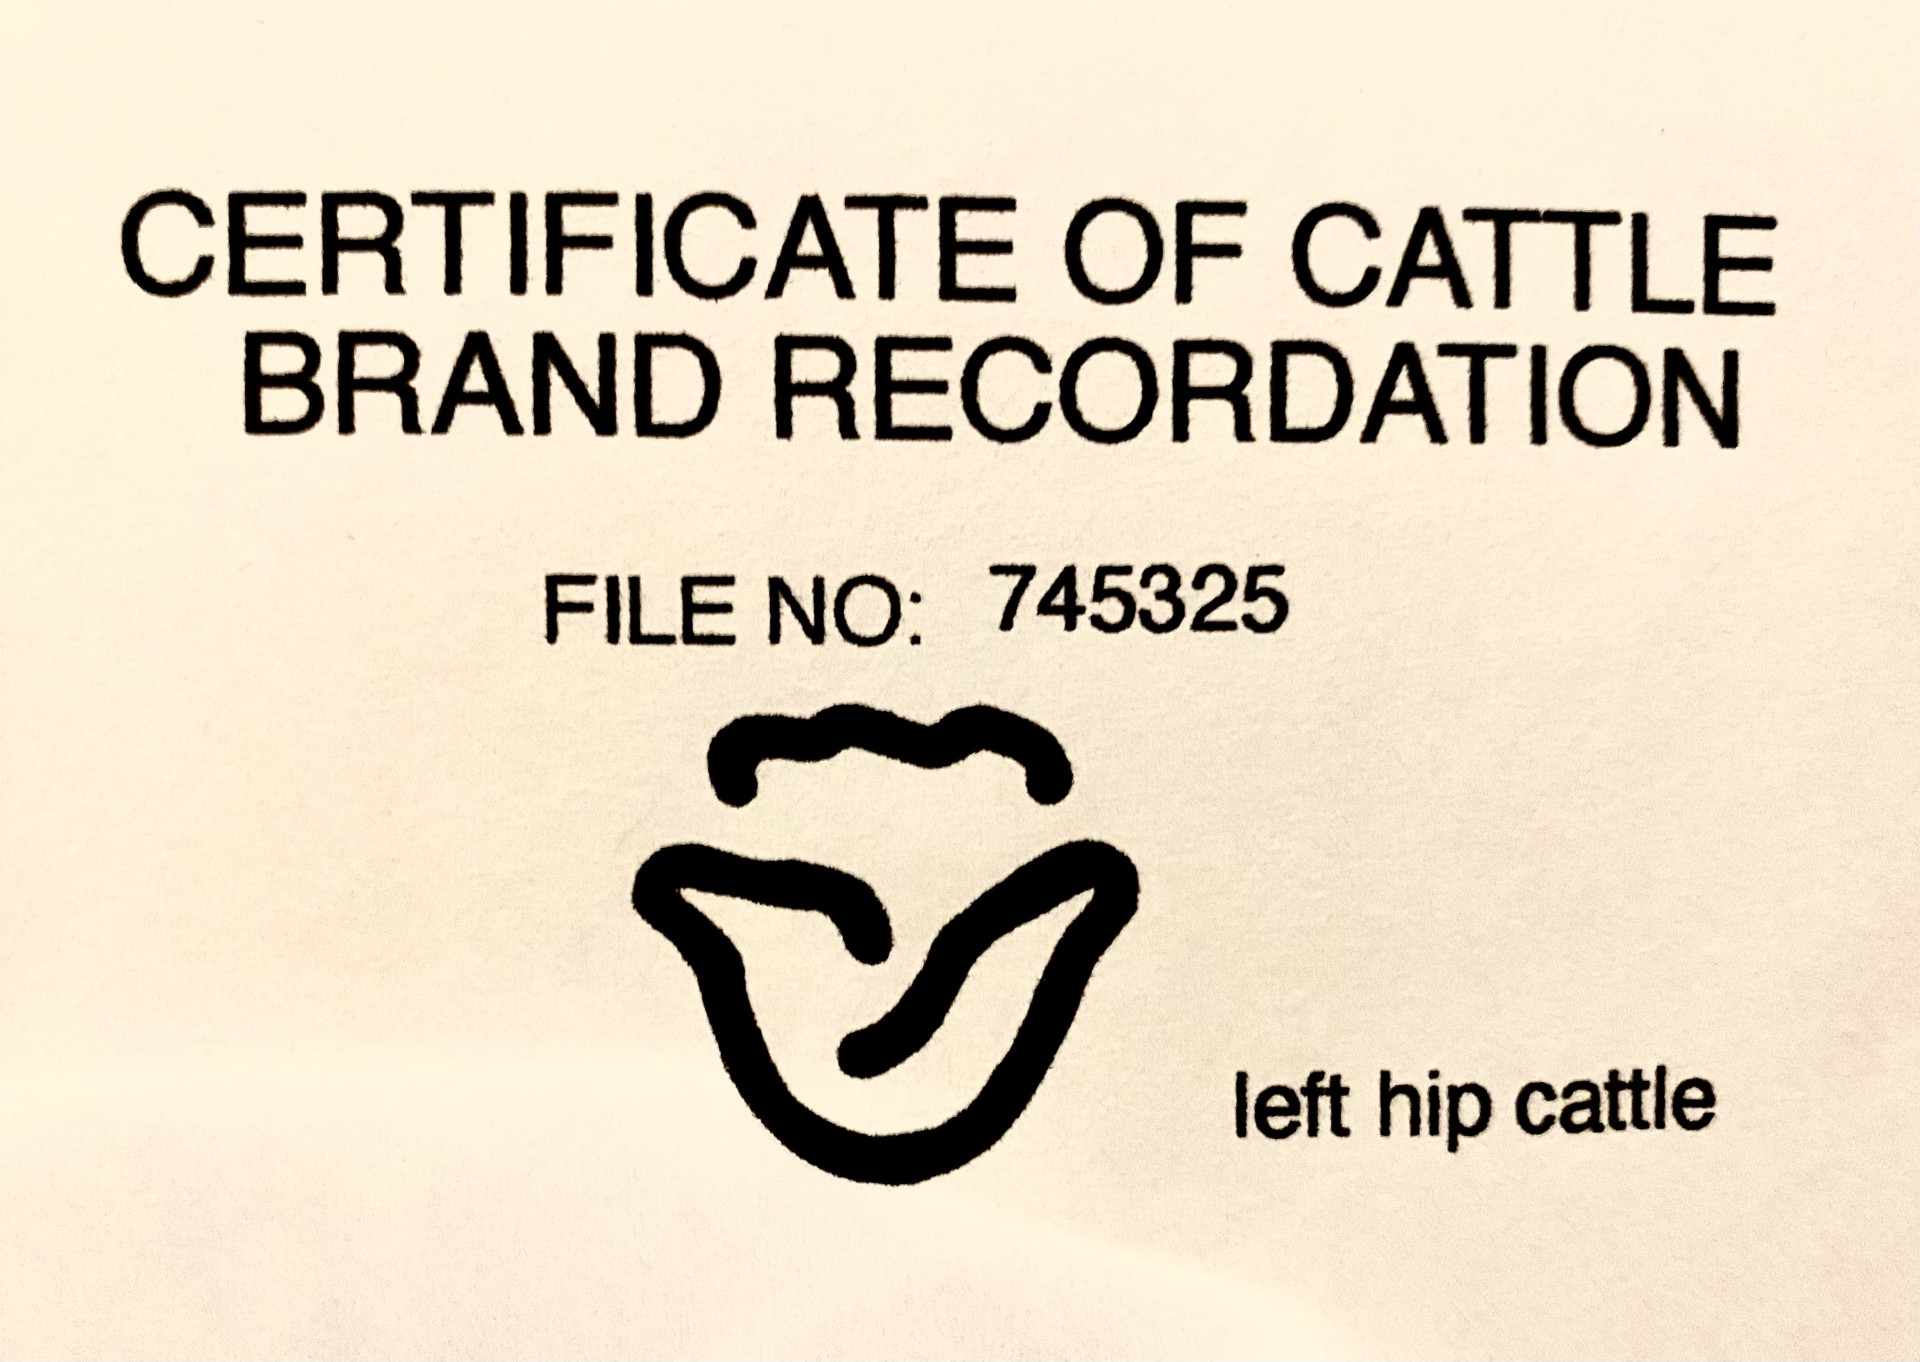 CERTIFICATE OF CATTLE
BRAND RECORDATION
FILE NO: 745325
left hip cattle